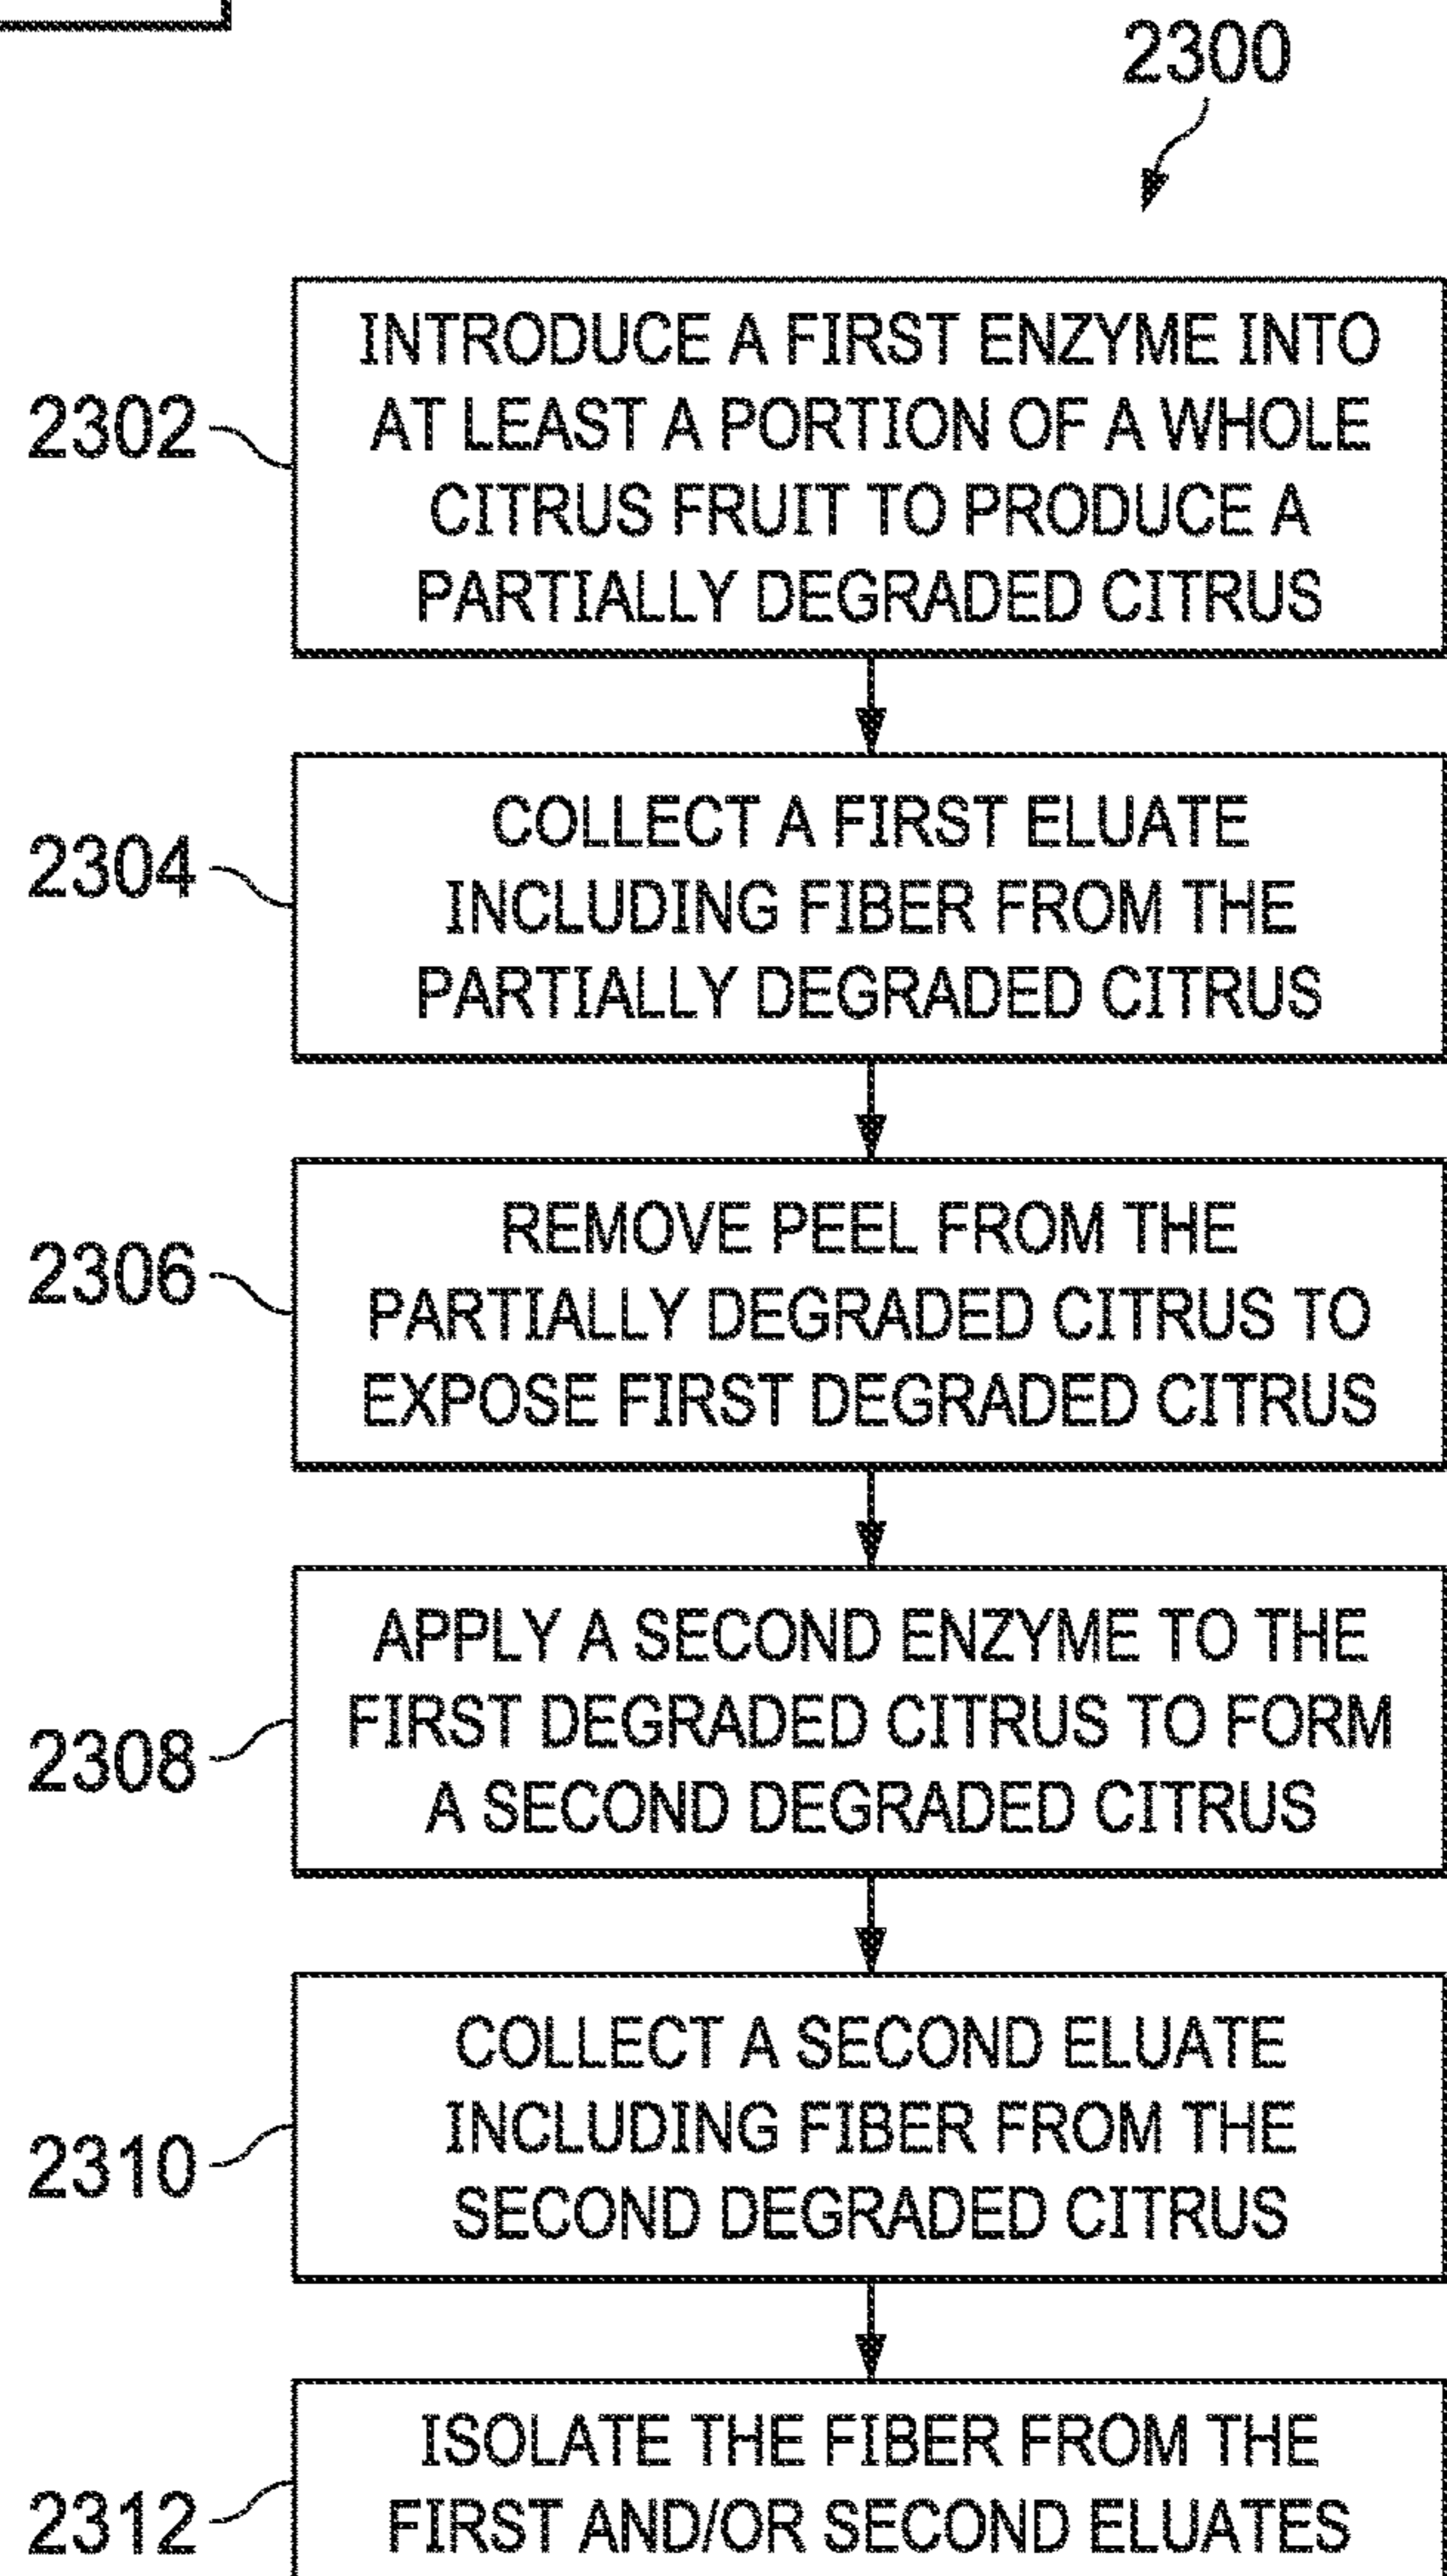 2300
2302
INTRODUCE A FIRST ENZYME INTO
AT LEAST A PORTION OF A WHOLE
CITRUS FRUIT TO PRODUCE A
PARTIALLY DEGRADED CITRUS
2304
COLLECT A FIRST ELUATE
INCLUDING FIBER FROM THE
PARTIALLY DEGRADED CITRUS
2306
REMOVE PEEL FROM THE
PARTIALLY DEGRADED CITRUS TO
EXPOSE FIRST DEGRADED CITRUS
2308
APPLY A SECOND ENZYME TO THE
FIRST DEGRADED CITRUS TO FORM
A SECOND DEGRADED CITRUS
2310
COLLECT A SECOND ELUATE
INCLUDING FIBER FROM THE
SECOND DEGRADED CITRUS
2312
ISOLATE THE FIBER FROM THE
FIRST AND/OR SECOND ELUATES